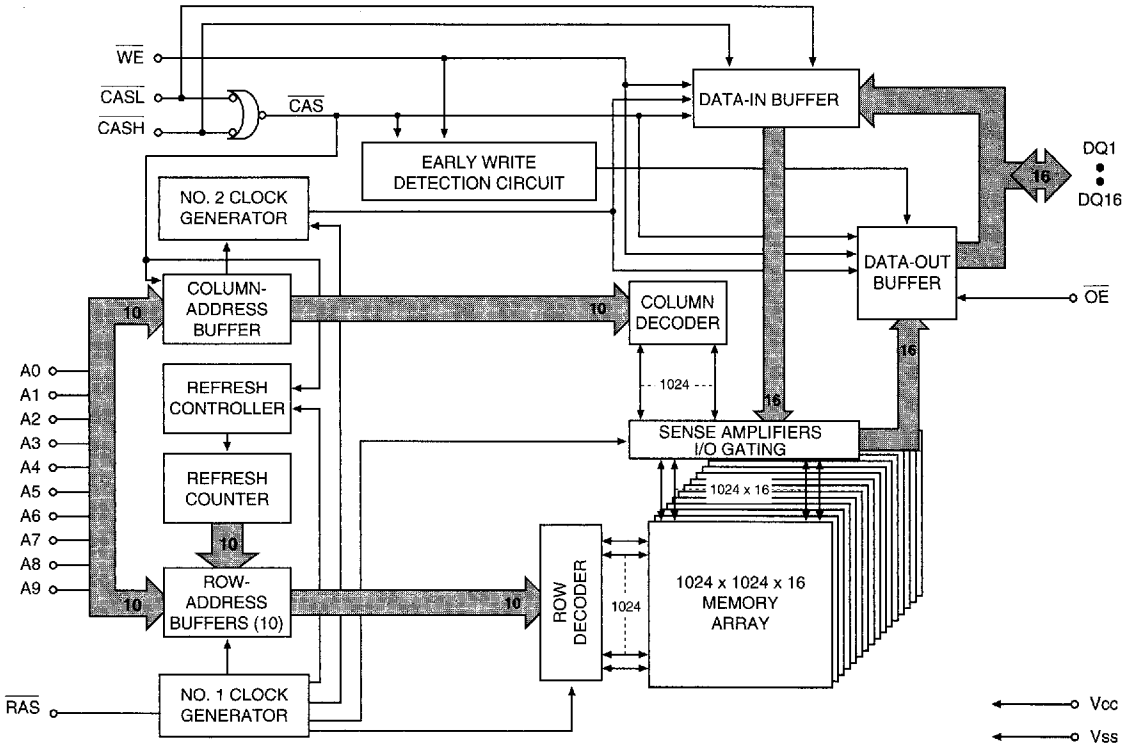 WE
CASL
CASH
CAS
DATA-IN BUFFER
EARLY WRITE
DETECTION CIRCUIT
16
DQ1
DQ16
NO. 2 CLOCK
GENERATOR
DATA-OUT
BUFFER
OE
10
COLUMN-
ADDRESS
BUFFER
10
COLUMN
DECODER
16
A0
A1
A2
A3
A4
A5
A6
A7
A8
A9
REFRESH
CONTROLLER
1024
16
SENSE AMPLIFIERS
I/O GATING
REFRESH
COUNTER
1024 x 16
10
10
ROW-
ADDRESS
BUFFERS (10)
10
ROW
DECODER
1024
1024 x 1024 x 16
MEMORY
ARRAY
RAS
NO. 1 CLOCK
GENERATOR
Vcc
Vss